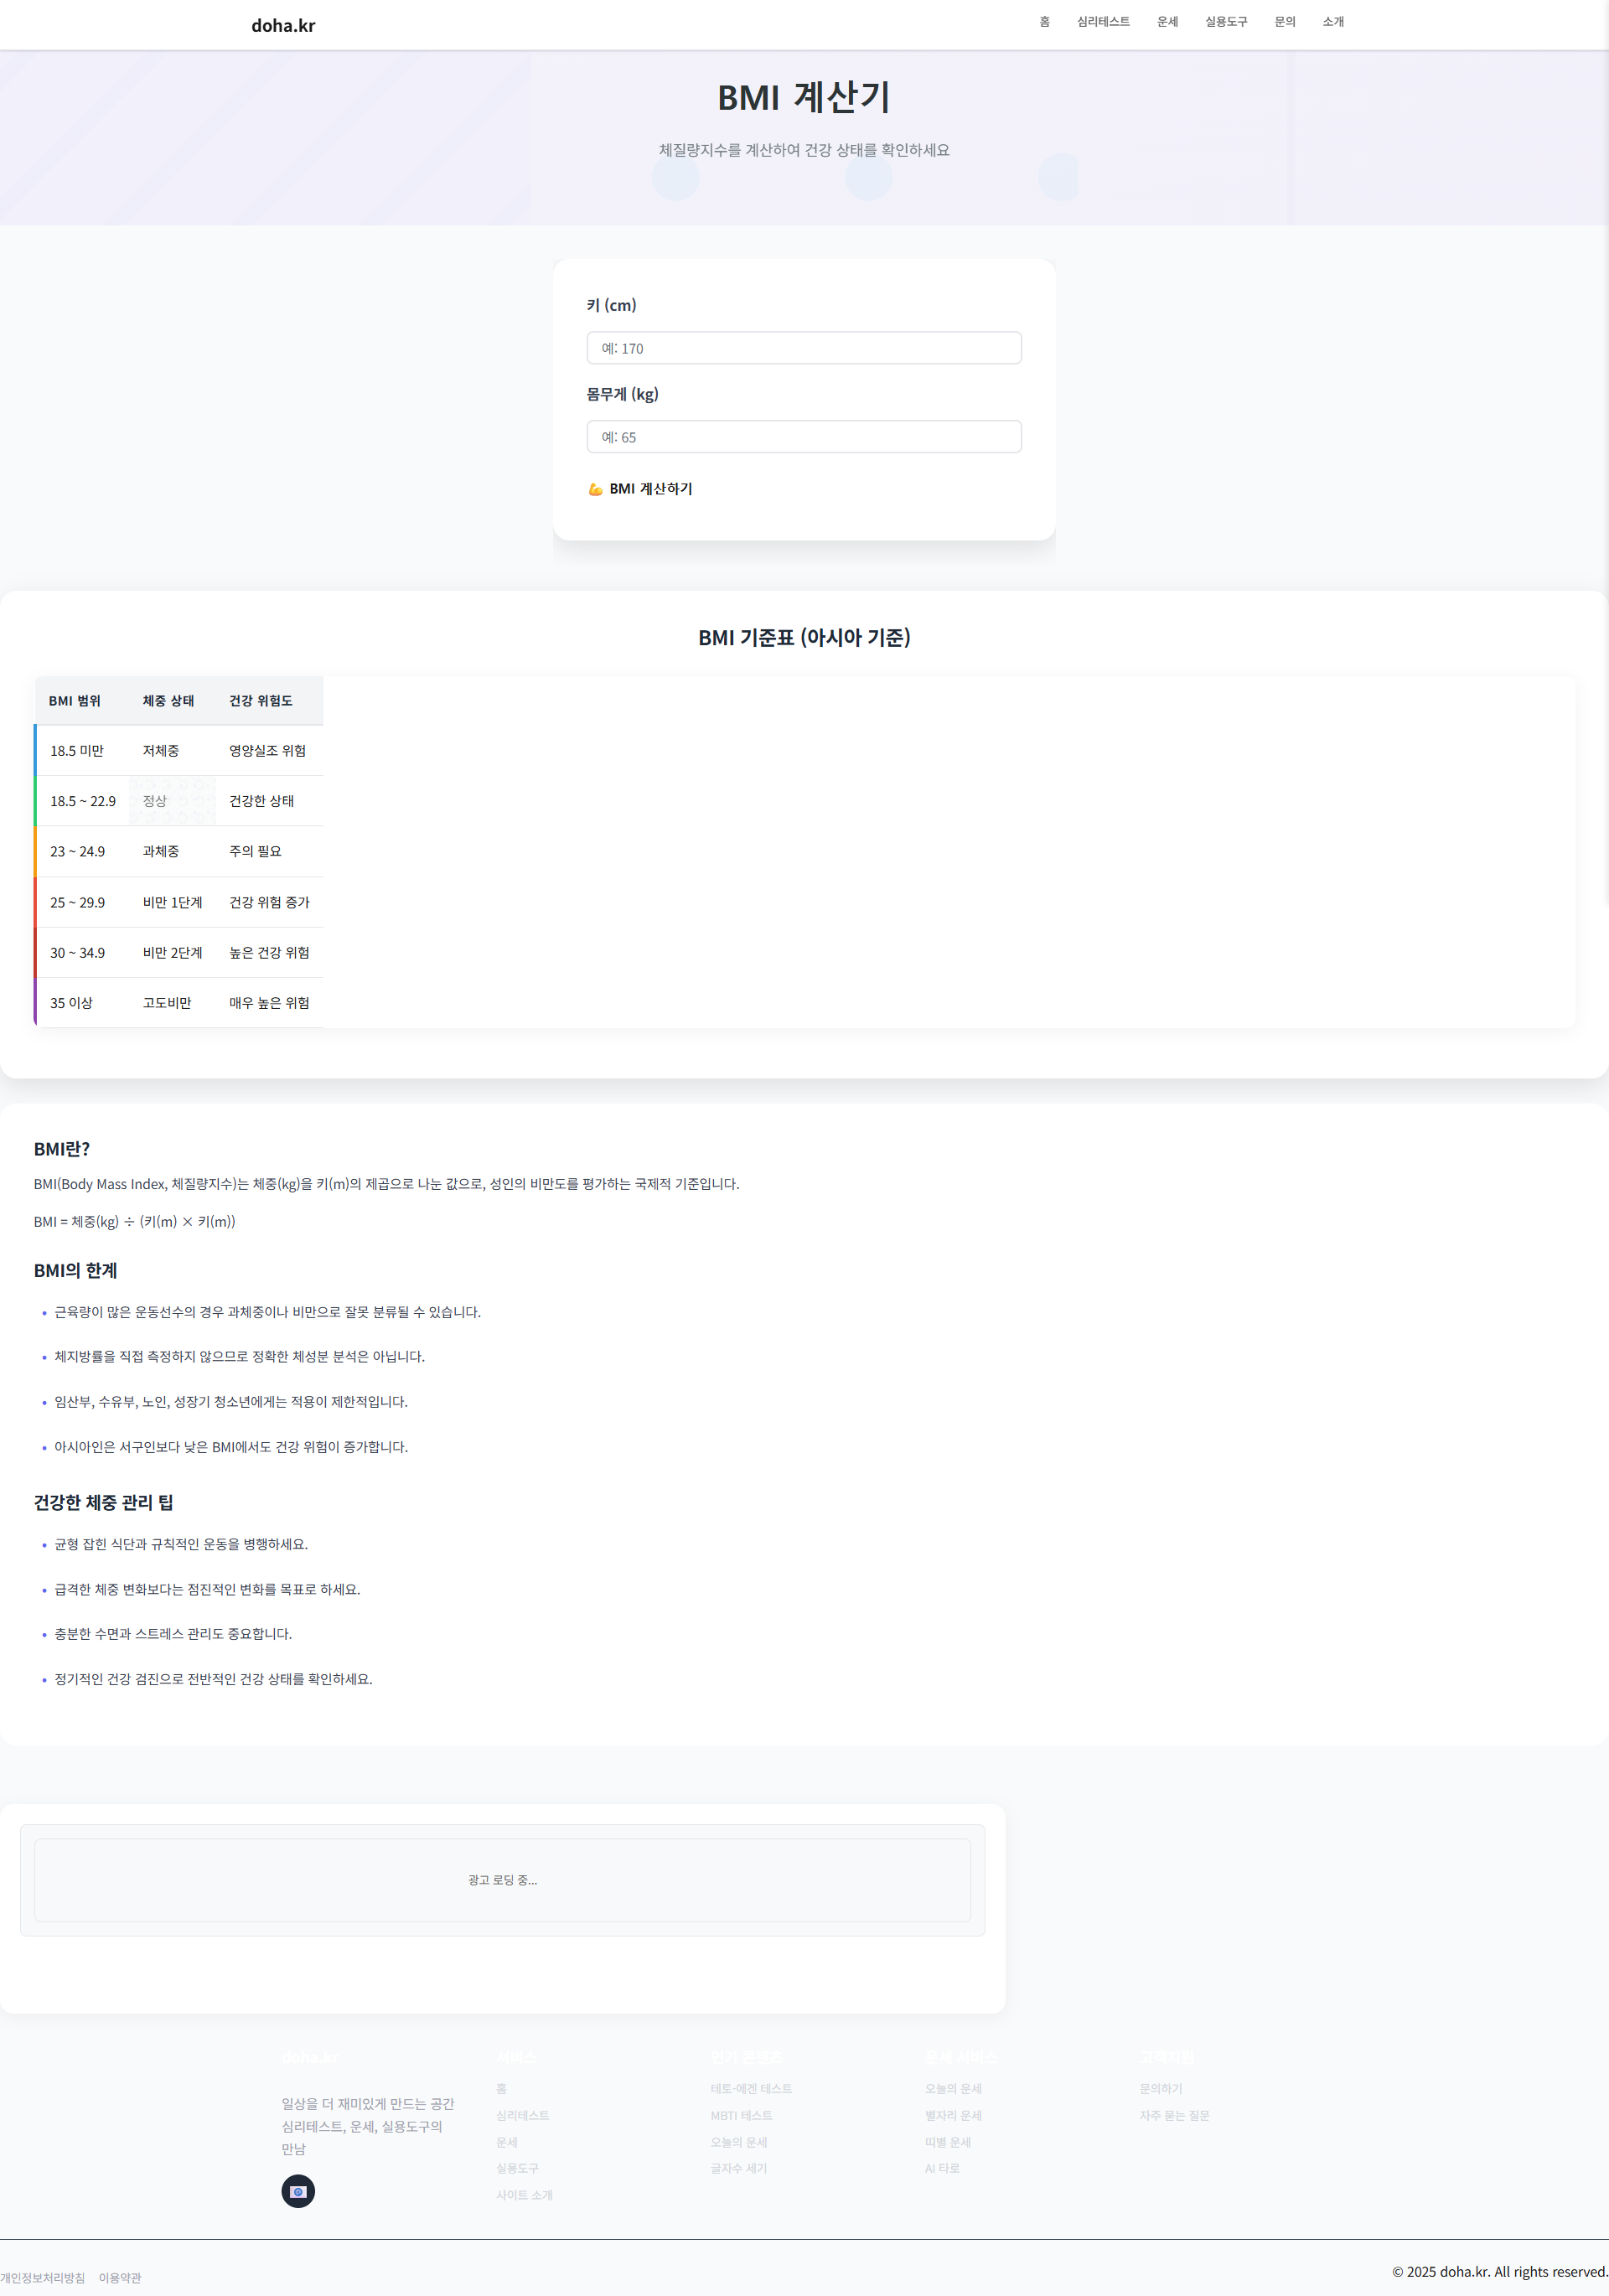 doha.kr
홈 심리테스트 운세 실용도구 문의 소개
BMI 계산기
체질량지수를 계산하여 건강 상태를 확인하세요
키 (cm)
예: 170
몸무게 (kg)
예: 65
💪 BMI 계산하기
BMI 기준표 (아시아 기준)
BMI 범위 체중 상태 건강 위험도
18.5 미만 저체중 영양실조 위험
18.5 ~ 22.9 정상 건강한 상태
23 ~ 24.9 과체중 주의 필요
25 ~ 29.9 비만 1단계 건강 위험 증가
30 ~ 34.9 비만 2단계 높은 건강 위험
35 이상 고도비만 매우 높은 위험
BMI란?
BMI(Body Mass Index, 체질량지수)는 체중(kg)을 키(m)의 제곱으로 나눈 값으로, 성인의 비만도를 평가하는 국제적 기준입니다.
BMI = 체중(kg) ÷ (키(m) × 키(m))
BMI의 한계
• 근육량이 많은 운동선수의 경우 과체중이나 비만으로 잘못 분류될 수 있습니다.
• 체지방률을 직접 측정하지 않으므로 정확한 체성분 분석은 아닙니다.
• 임산부, 수유부, 노인, 성장기 청소년에게는 적용이 제한적입니다.
• 아시아인은 서구인보다 낮은 BMI에서도 건강 위험이 증가합니다.
건강한 체중 관리 팁
• 균형 잡힌 식단과 규칙적인 운동을 병행하세요.
• 급격한 체중 변화보다는 점진적인 변화를 목표로 하세요.
• 충분한 수면과 스트레스 관리도 중요합니다.
• 정기적인 건강 검진으로 전반적인 건강 상태를 확인하세요.
광고 로딩 중...
doha.kr
일상을 더 재미있게 만드는 공간
심리테스트, 운세, 실용도구의
만남
서비스
홈
심리테스트
운세
실용도구
사이트 소개
인기 콘텐츠
테토-에겐 테스트
MBTI 테스트
오늘의 운세
글자수 세기
운세 서비스
오늘의 운세
별자리 운세
띠별 운세
AI 타로
고객지원
문의하기
자주 묻는 질문
개인정보처리방침 이용약관
© 2025 doha.kr. All rights reserved.